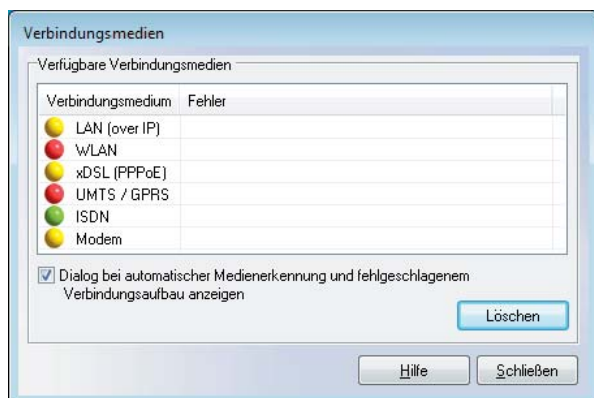 Verbindungsmedien
Verfügbare Verbindungsmedien
Verbindungsmedium Fehler
LAN (over IP)
WLAN
xDSL (PPPoE)
UMTS / GPRS
ISDN
Modem
Dialog bei automatischer Medienerkennung und fehlgeschlagenem
Verbindungsaufbau anzeigen
Löschen
Hilfe Schließen